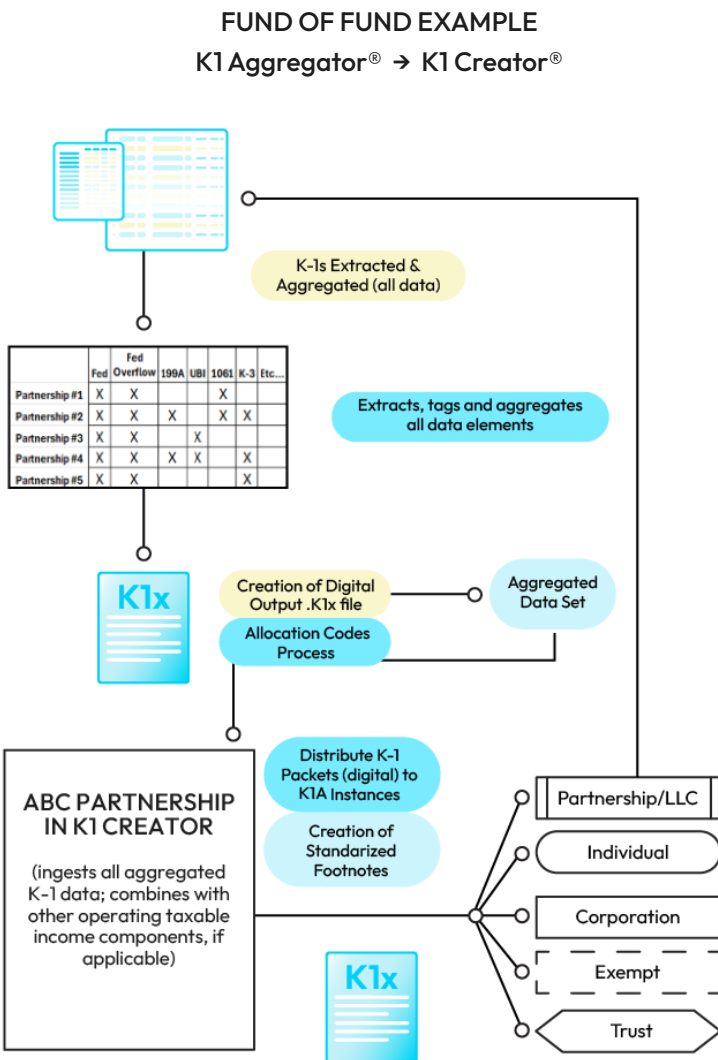 FUND OF FUND EXAMPLE
K1 Aggregator® → K1 Creator®
K-1s Extracted &
Aggregated (all data)
Fed Fed Overflow 199A UBI 1061 K-3 Etc...
Partnership #1 X X X
Partnership #2 X X X X X
Partnership #3 X X X
Partnership #4 X X X X X
Partnership #5 X X X
Extracts, tags and aggregates
all data elements
K1x
Creation of Digital
Output .K1x file
Aggregated
Data Set
Allocation Codes
Process
Distribute K-1
Packets (digital) to
K1A Instances
Creation of
Standarized
Footnotes
ABC PARTNERSHIP
IN K1 CREATOR
(ingests all aggregated
K-1 data; combines with
other operating taxable
income components, if
applicable)
Partnership/LLC
Individual
Corporation
Exempt
Trust
K1x